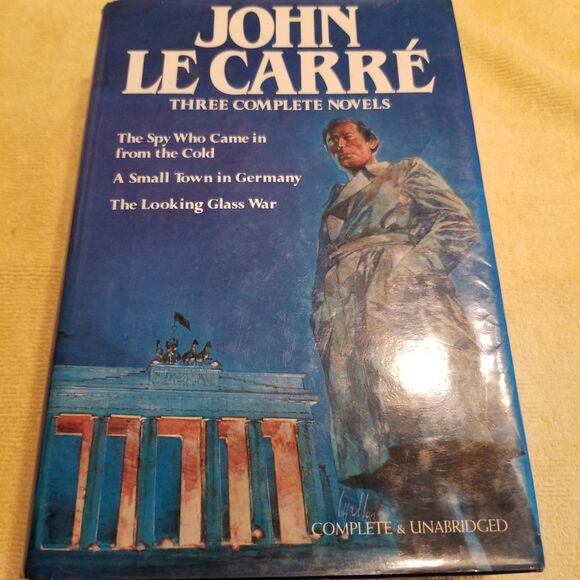 JOHN
LE CARRÉ
THREE COMPLETE NOVELS
The Spy Who Came in
from the Cold
A Small Town in Germany
The Looking Glass War
COMPLETE & UNABRIDGED